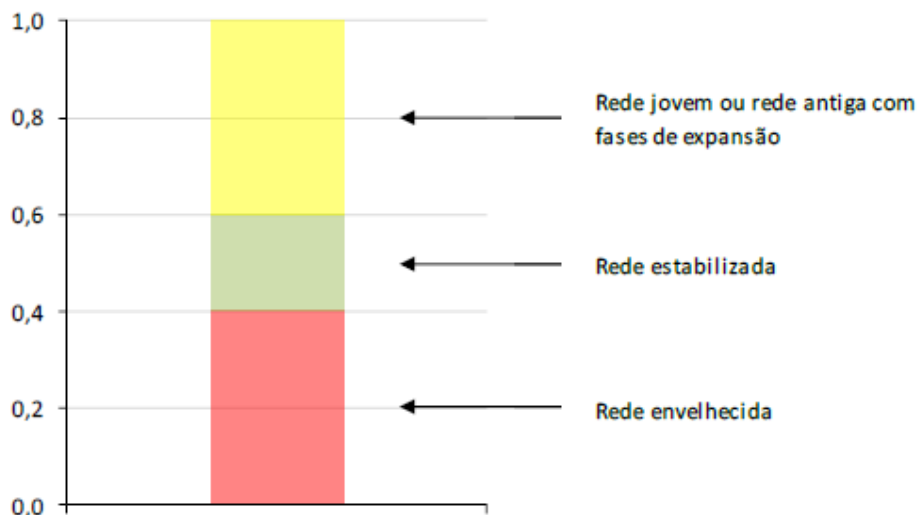 1,0
0,8
0,6
0,4
0,2
0,0
Rede jovem ou rede antiga com
fases de expansão
Rede estabilizada
Rede envelhecida